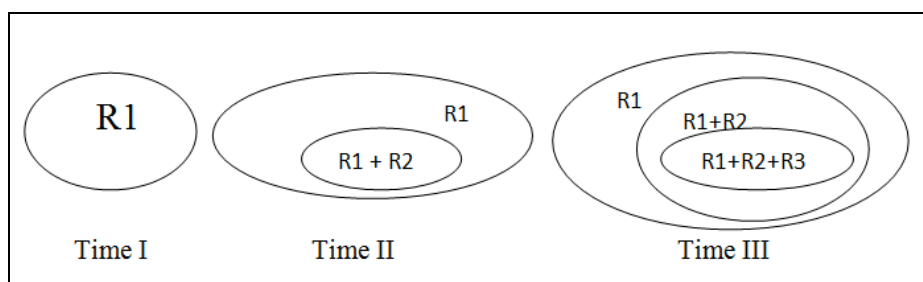 R1
Time I
R1
R1 + R2
Time II
R1
R1+R2
R1+R2+R3
Time III